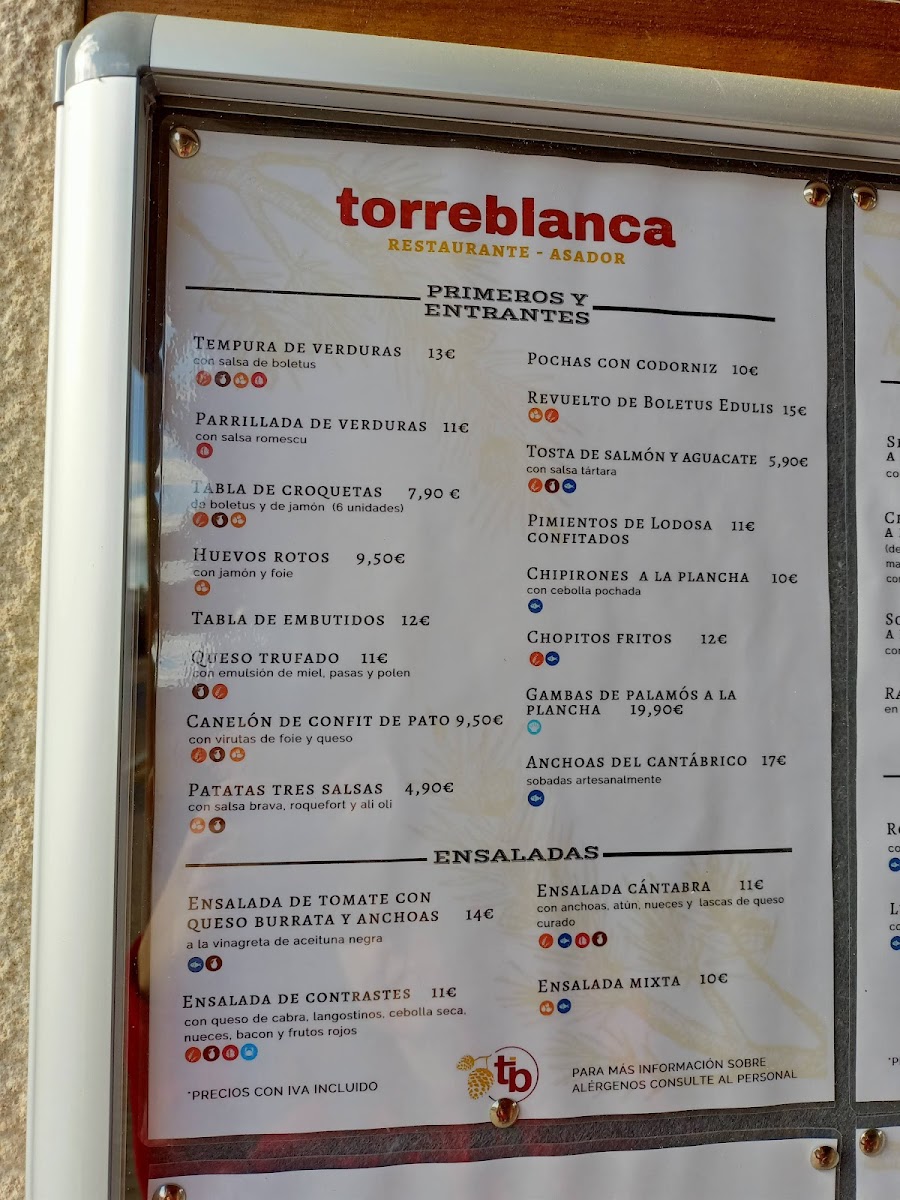 torreblanca
RESTAURANTE - ASADOR
PRIMEROS Y
ENTRANTES
TEMPURA DE VERDURAS 13€
con salsa de boletus
PARRILLADA DE VERDURAS 11€
con salsa romescu
TABLA DE CROQUETAS 7,90 €
de boletus y de jamón (6 unidades)
HUEVOS ROTOS 9,50€
con jamón y foie
TABLA DE EMBUTIDOS 12€
QUESO TRUFADO 11€
con emulsión de miel, pasas y polen
CANELÓN DE CONFIT DE PATO 9,50€
con virutas de foie y queso
PATATAS TRES SALSAS 4,90€
con salsa brava, roquefort y ali oli
POCHAS CON CODORNIZ 10€
REVUELTO DE BOLETUS EDULIS 15€
TOSTA DE SALMÓN Y AGUACATE 5,90€
con salsa tártara
PIMIENTOS DE LODOSA 11€
CONFITADOS
CHIPIRONES A LA PLANCHA 10€
con cebolla pochada
CHOPITOS FRITOS 12€
GAMBAS DE PALAMÓS A LA
PLANCHA 19,90€
ANCHOAS DEL CANTÁBRICO 17€
sobadas artesanalmente
ENSALADAS
ENSALADA DE TOMATE CON
QUESO BURRATA Y ANCHOAS 14€
a la vinagreta de aceituna negra
ENSALADA DE CONTRASTES 11€
con queso de cabra, langostinos, cebolla seca,
nueces, bacon y frutos rojos
ENSALADA CÁNTABRA 11€
con anchoas, atún, nueces y lascas de queso
curado
ENSALADA MIXTA 10€
*PRECIOS CON IVA INCLUIDO
tb
PARA MÁS INFORMACIÓN SOBRE
ALÉRGENOS CONSULTE AL PERSONAL